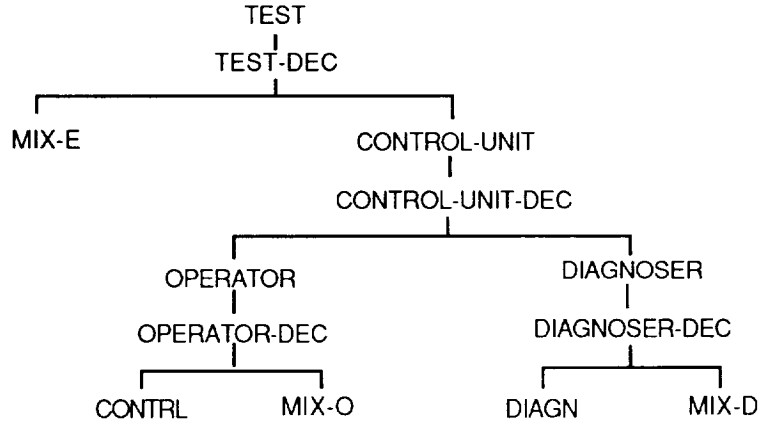 TEST
TEST-DEC
MIX-E
CONTROL-UNIT
CONTROL-UNIT-DEC
OPERATOR
DIAGNOSER
OPERATOR-DEC
DIAGNOSER-DEC
CONTRL
MIX-O
DIAGN
MIX-D